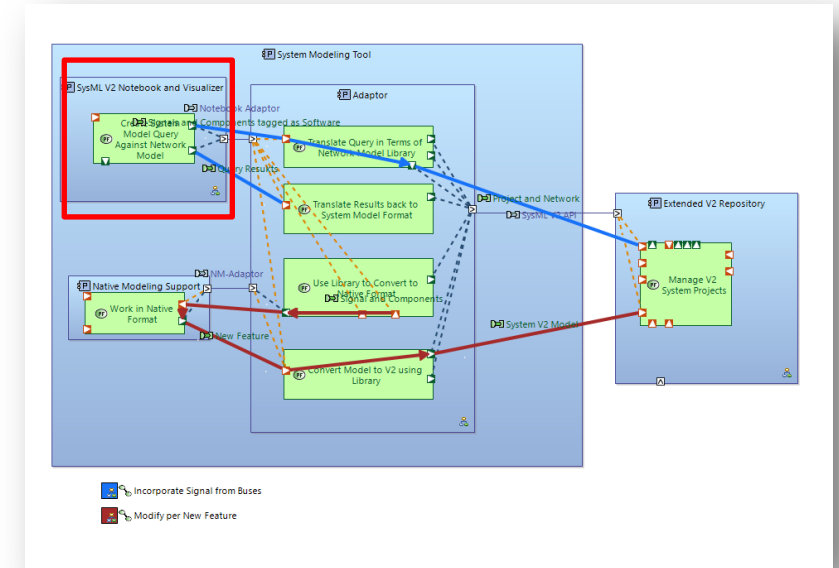 System Modeling Tool
SysML V2 Notebook and Visualizer
Adaptor
Notebook Adaptor
Signals and Components tagged as Software
Create System
Model Query
Against Network
Model
Translate Query in Terms of
Network Model Library
Query Results
Project and Network
SysML V2 API
Extended V2 Repository
Translate Results back to
System Model Format
NM-Adaptor
Native Modeling Support
Use Library to Convert to
Native Format
Signal and Components
Manage V2
System Projects
Work in Native
Format
New Feature
System V2 Model
Convert Model to V2 using
Library
Incorporate Signal from Buses
Modify per New Feature